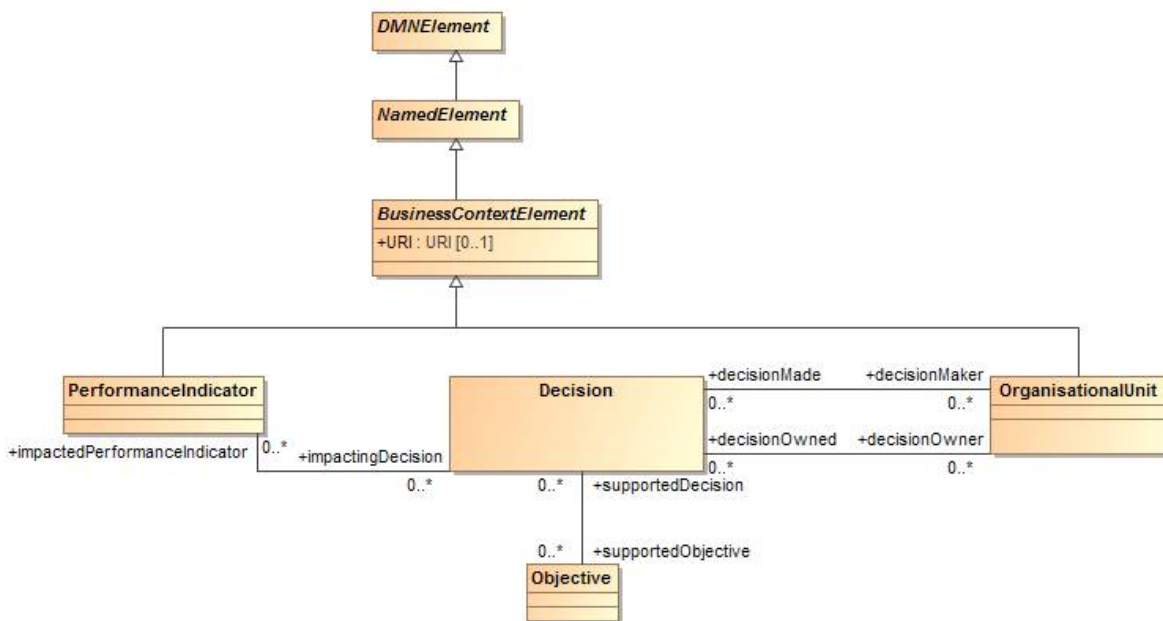 DMNElement
NamedElement
BusinessContextElement
+URI : URI [0..1]
PerformanceIndicator
Decision
+decisionMade
+decisionMaker
OrganisationalUnit
0..*
0..*
+impactedPerformanceIndicator
0..*
+impactingDecision
+decisionOwned
+decisionOwner
0..*
0..*
0..*
0..*
+supportedDecision
0..*
+supportedObjective
Objective